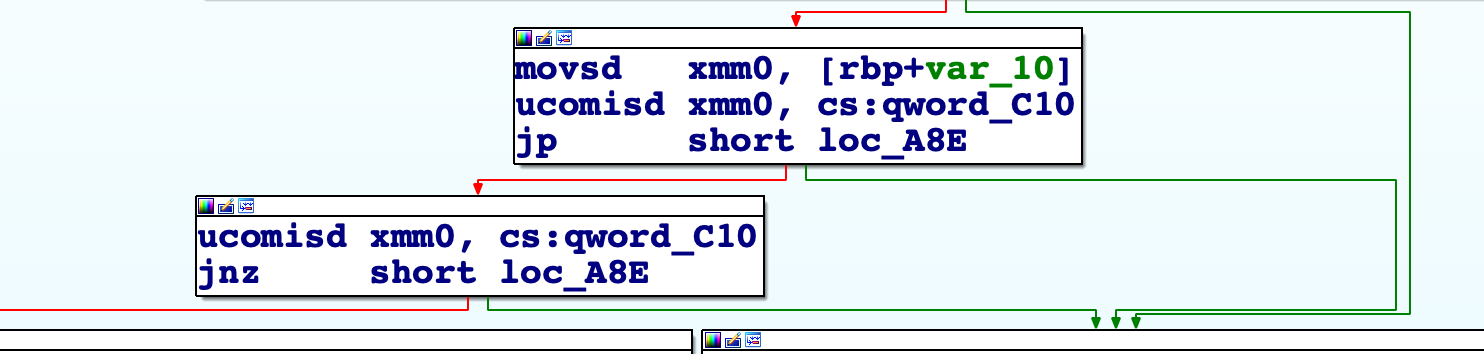 movsd xmm0, [rbp+var_10]
ucomisd xmm0, cs:qword_C10
jp short loc_A8E
ucomisd xmm0, cs:qword_C10
jnz short loc_A8E